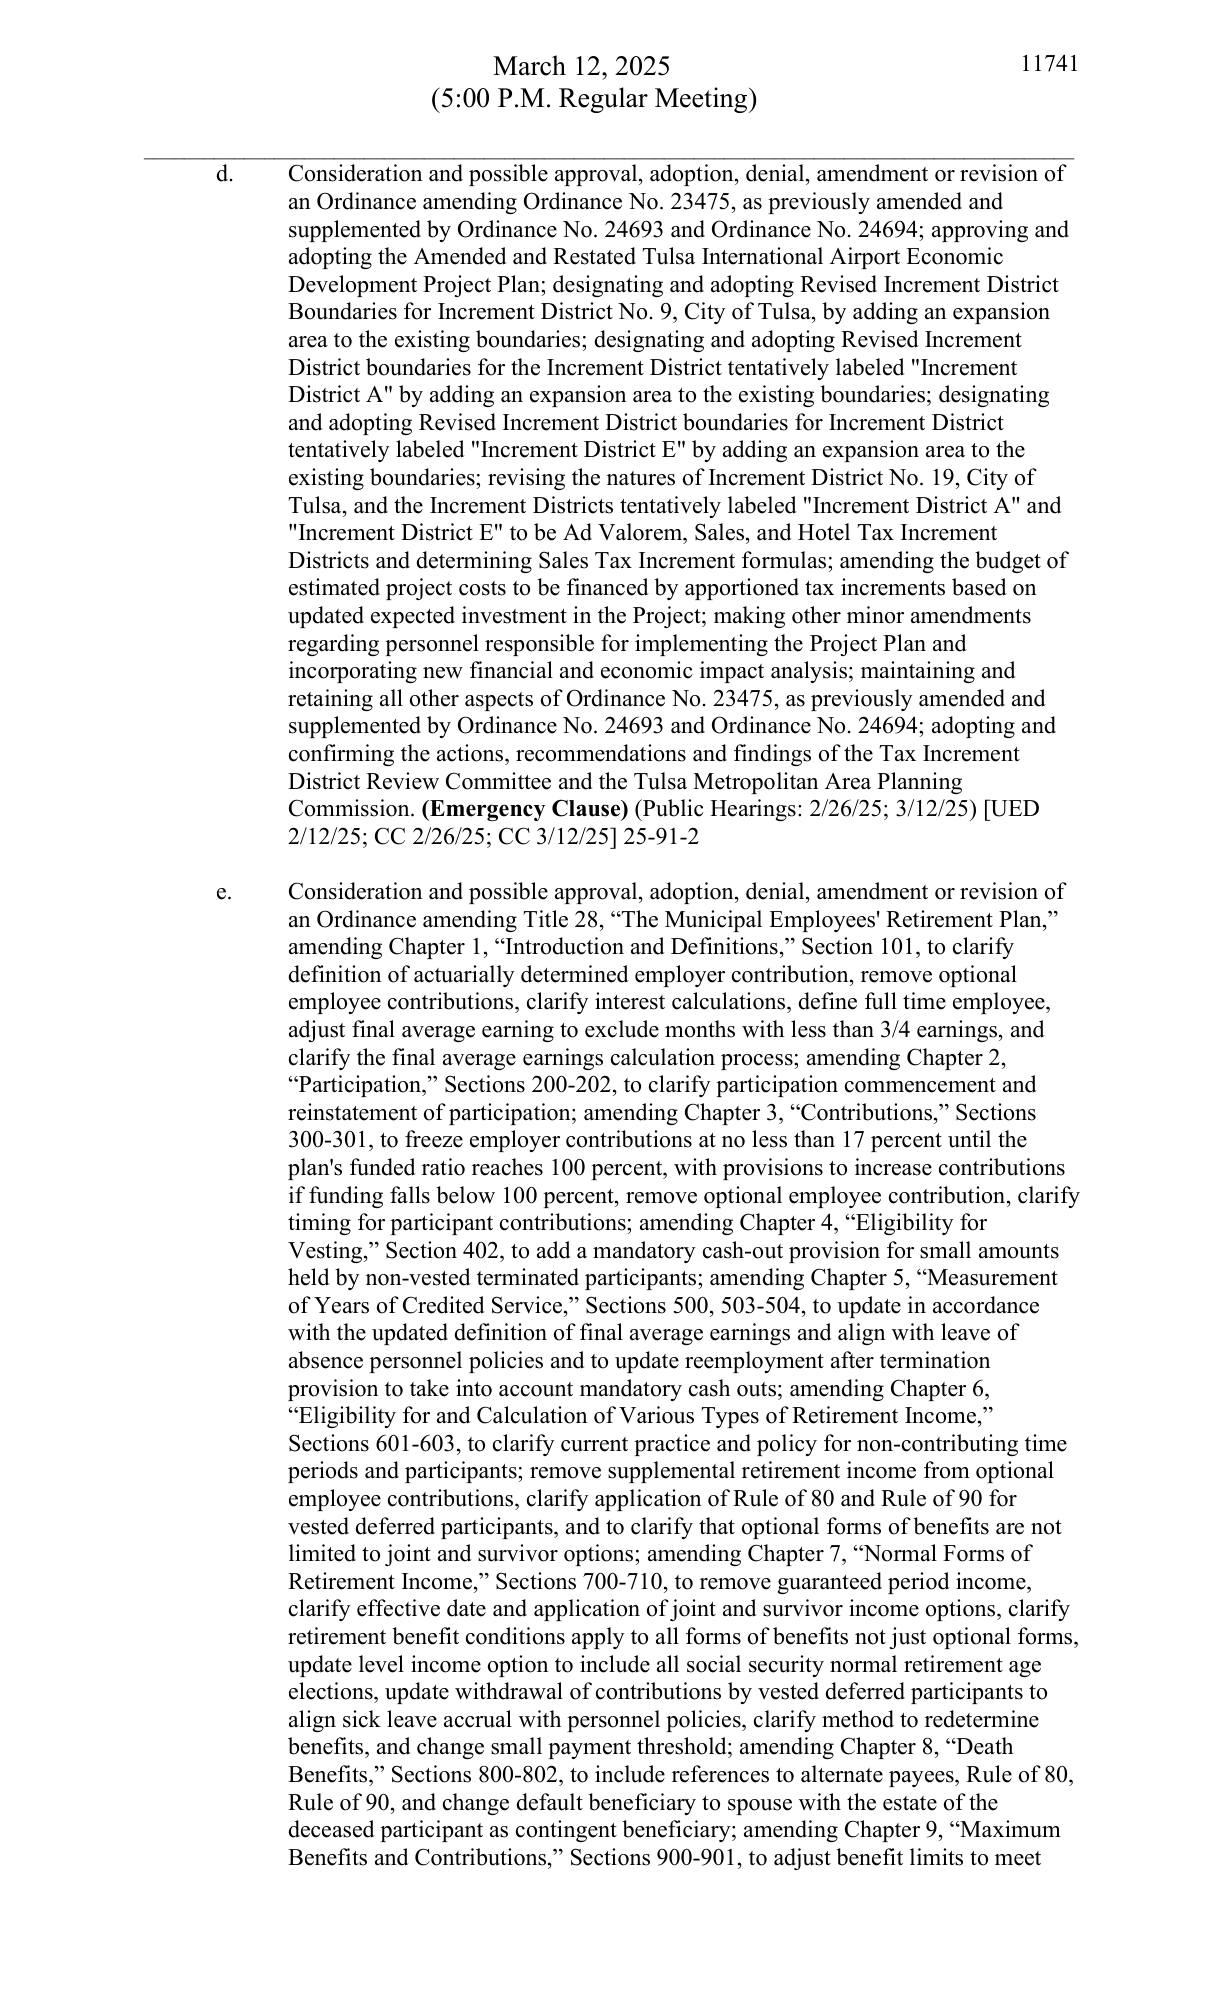 March 12, 2025 11741
(5:00 P.M. Regular Meeting)
d. Consideration and possible approval, adoption, denial, amendment or revision of
an Ordinance amending Ordinance No. 23475, as previously amended and
supplemented by Ordinance No. 24693 and Ordinance No. 24694; approving and
adopting the Amended and Restated Tulsa International Airport Economic
Development Project Plan; designating and adopting Revised Increment District
Boundaries for Increment District No. 9, City of Tulsa, by adding an expansion
area to the existing boundaries; designating and adopting Revised Increment
District boundaries for the Increment District tentatively labeled "Increment
District A" by adding an expansion area to the existing boundaries; designating
and adopting Revised Increment District boundaries for Increment District
tentatively labeled "Increment District E" by adding an expansion area to the
existing boundaries; revising the natures of Increment District No. 19, City of
Tulsa, and the Increment Districts tentatively labeled "Increment District A" and
"Increment District E" to be Ad Valorem, Sales, and Hotel Tax Increment
Districts and determining Sales Tax Increment formulas; amending the budget of
estimated project costs to be financed by apportioned tax increments based on
updated expected investment in the Project; making other minor amendments
regarding personnel responsible for implementing the Project Plan and
incorporating new financial and economic impact analysis; maintaining and
retaining all other aspects of Ordinance No. 23475, as previously amended and
supplemented by Ordinance No. 24693 and Ordinance No. 24694; adopting and
confirming the actions, recommendations and findings of the Tax Increment
District Review Committee and the Tulsa Metropolitan Area Planning
Commission. (Emergency Clause) (Public Hearings: 2/26/25; 3/12/25) [UED
2/12/25; CC 2/26/25; CC 3/12/25] 25-91-2
e. Consideration and possible approval, adoption, denial, amendment or revision of
an Ordinance amending Title 28, “The Municipal Employees' Retirement Plan,”
amending Chapter 1, “Introduction and Definitions,” Section 101, to clarify
definition of actuarially determined employer contribution, remove optional
employee contributions, clarify interest calculations, define full time employee,
adjust final average earning to exclude months with less than 3/4 earnings, and
clarify the final average earnings calculation process; amending Chapter 2,
“Participation,” Sections 200-202, to clarify participation commencement and
reinstatement of participation; amending Chapter 3, “Contributions,” Sections
300-301, to freeze employer contributions at no less than 17 percent until the
plan's funded ratio reaches 100 percent, with provisions to increase contributions
if funding falls below 100 percent, remove optional employee contribution, clarify
timing for participant contributions; amending Chapter 4, “Eligibility for
Vesting,” Section 402, to add a mandatory cash-out provision for small amounts
held by non-vested terminated participants; amending Chapter 5, “Measurement
of Years of Credited Service,” Sections 500, 503-504, to update in accordance
with the updated definition of final average earnings and align with leave of
absence personnel policies and to update reemployment after termination
provision to take into account mandatory cash outs; amending Chapter 6,
“Eligibility for and Calculation of Various Types of Retirement Income,”
Sections 601-603, to clarify current practice and policy for non-contributing time
periods and participants; remove supplemental retirement income from optional
employee contributions, clarify application of Rule of 80 and Rule of 90 for
vested deferred participants, and to clarify that optional forms of benefits are not
limited to joint and survivor options; amending Chapter 7, “Normal Forms of
Retirement Income,” Sections 700-710, to remove guaranteed period income,
clarify effective date and application of joint and survivor income options, clarify
retirement benefit conditions apply to all forms of benefits not just optional forms,
update level income option to include all social security normal retirement age
elections, update withdrawal of contributions by vested deferred participants to
align sick leave accrual with personnel policies, clarify method to redetermine
benefits, and change small payment threshold; amending Chapter 8, “Death
Benefits,” Sections 800-802, to include references to alternate payees, Rule of 80,
Rule of 90, and change default beneficiary to spouse with the estate of the
deceased participant as contingent beneficiary; amending Chapter 9, “Maximum
Benefits and Contributions,” Sections 900-901, to adjust benefit limits to meet